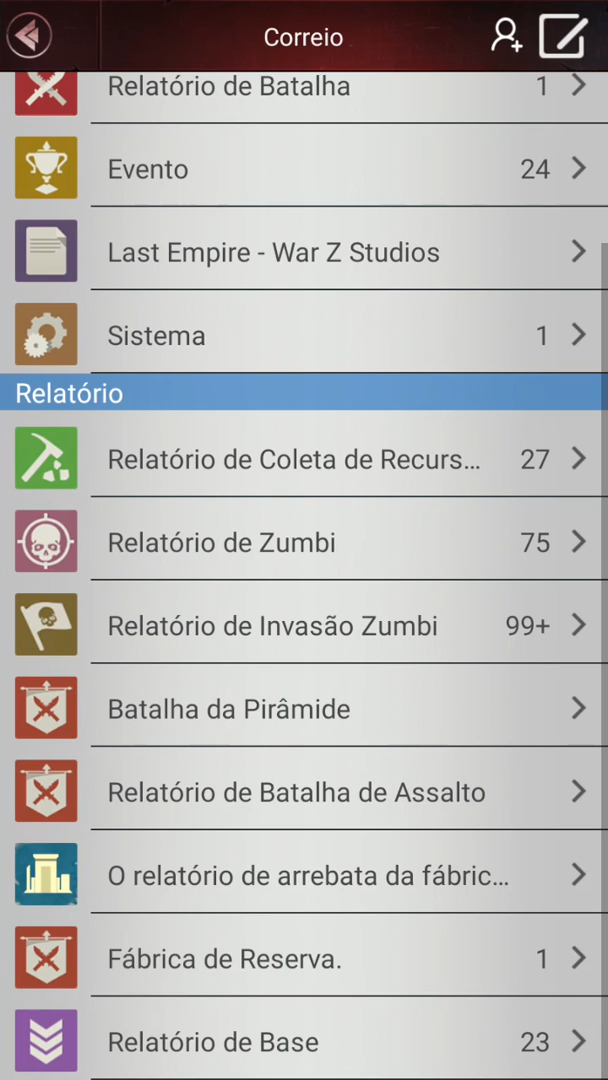 Correio
Relatório de Batalha 1
Evento 24
Last Empire - War Z Studios
Sistema 1
Relatório
Relatório de Coleta de Recurs... 27
Relatório de Zumbi 75
Relatório de Invasão Zumbi 99+
Batalha da Pirâmide
Relatório de Batalha de Assalto
O relatório de arrebata da fábric...
Fábrica de Reserva. 1
Relatório de Base 23